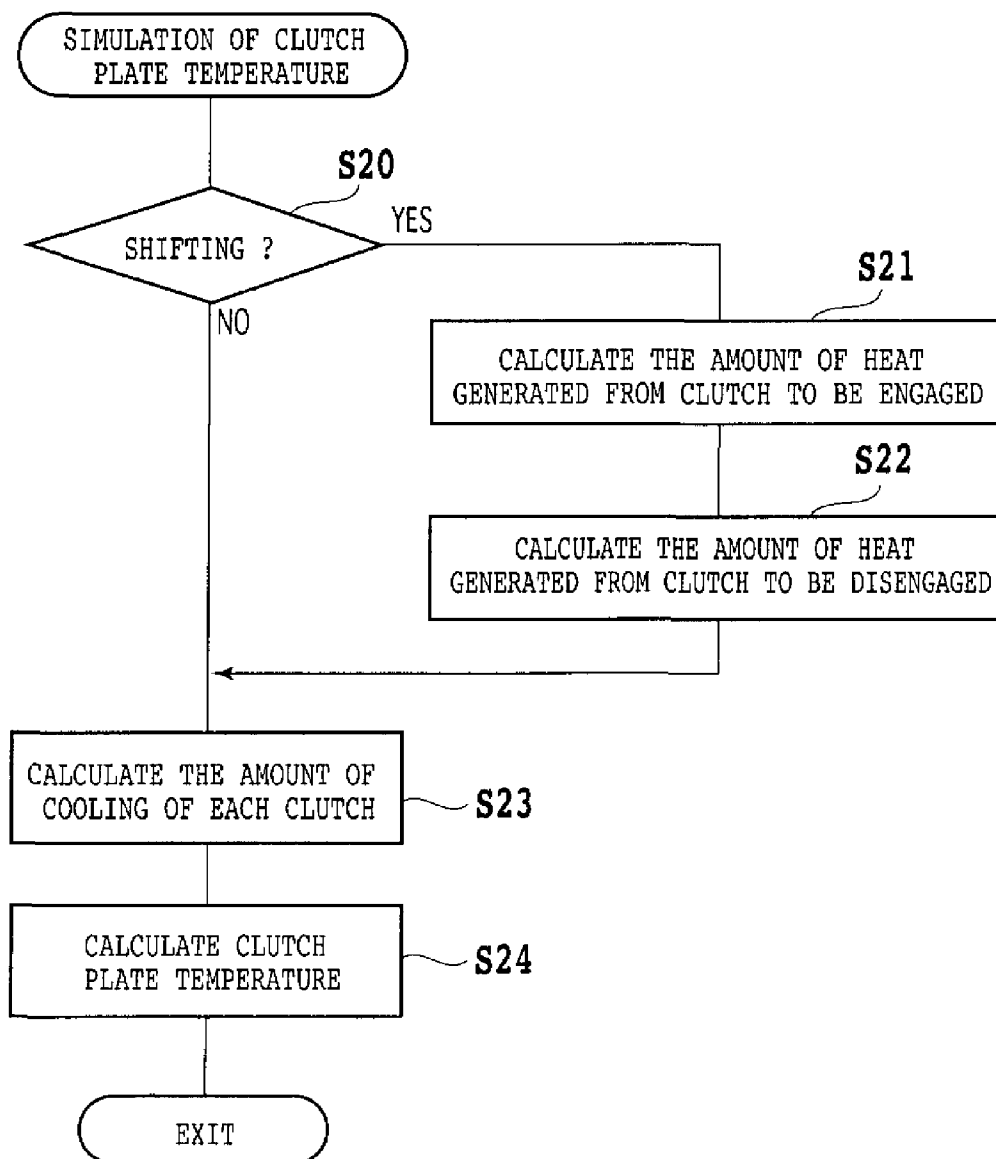 SIMULATION OF CLUTCH
PLATE TEMPERATURE
S20
SHIFTING ?
YES
NO
S21
CALCULATE THE AMOUNT OF HEAT
GENERATED FROM CLUTCH TO BE ENGAGED
S22
CALCULATE THE AMOUNT OF HEAT
GENERATED FROM CLUTCH TO BE DISENGAGED
CALCULATE THE AMOUNT OF
COOLING OF EACH CLUTCH
S23
CALCULATE CLUTCH
PLATE TEMPERATURE
S24
EXIT